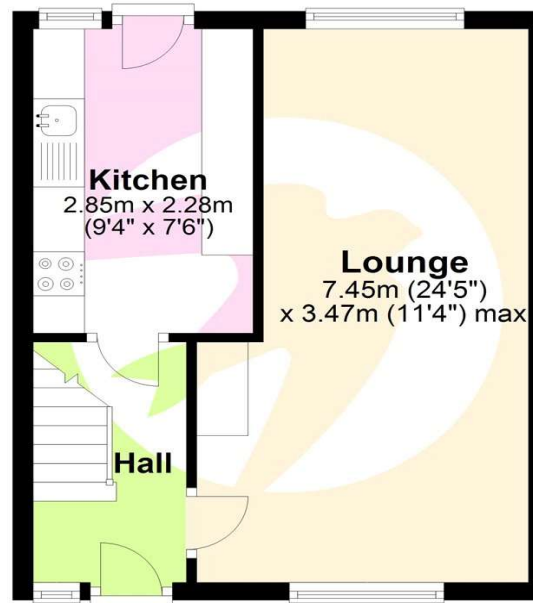 Kitchen
2.85m x 2.28m
(9'4" x 7'6")
Lounge
7.45m (24'5")
x 3.47m (11'4") max
Hall